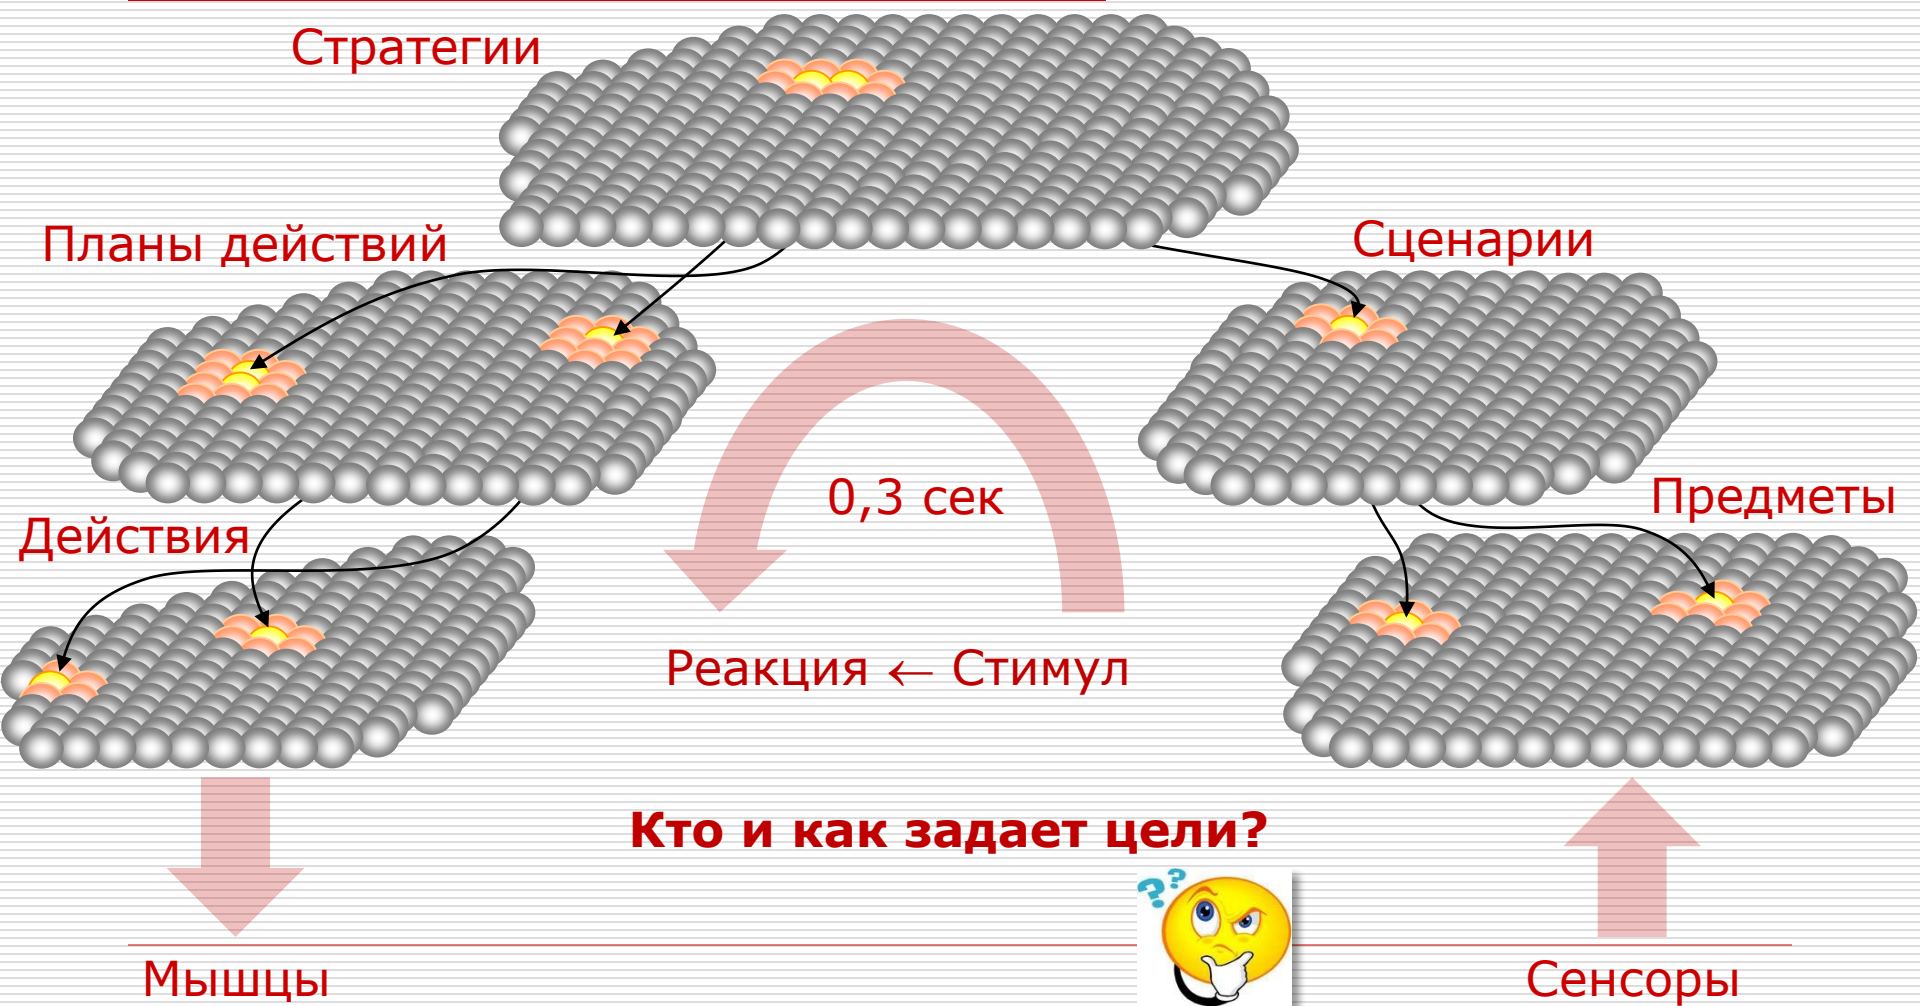 Стратегии
Планы действий
Сценарии
0,3 сек
Предметы
Действия
Реакция ← Стимул
Кто и как задает цели?
??
Мышцы
Сенсоры